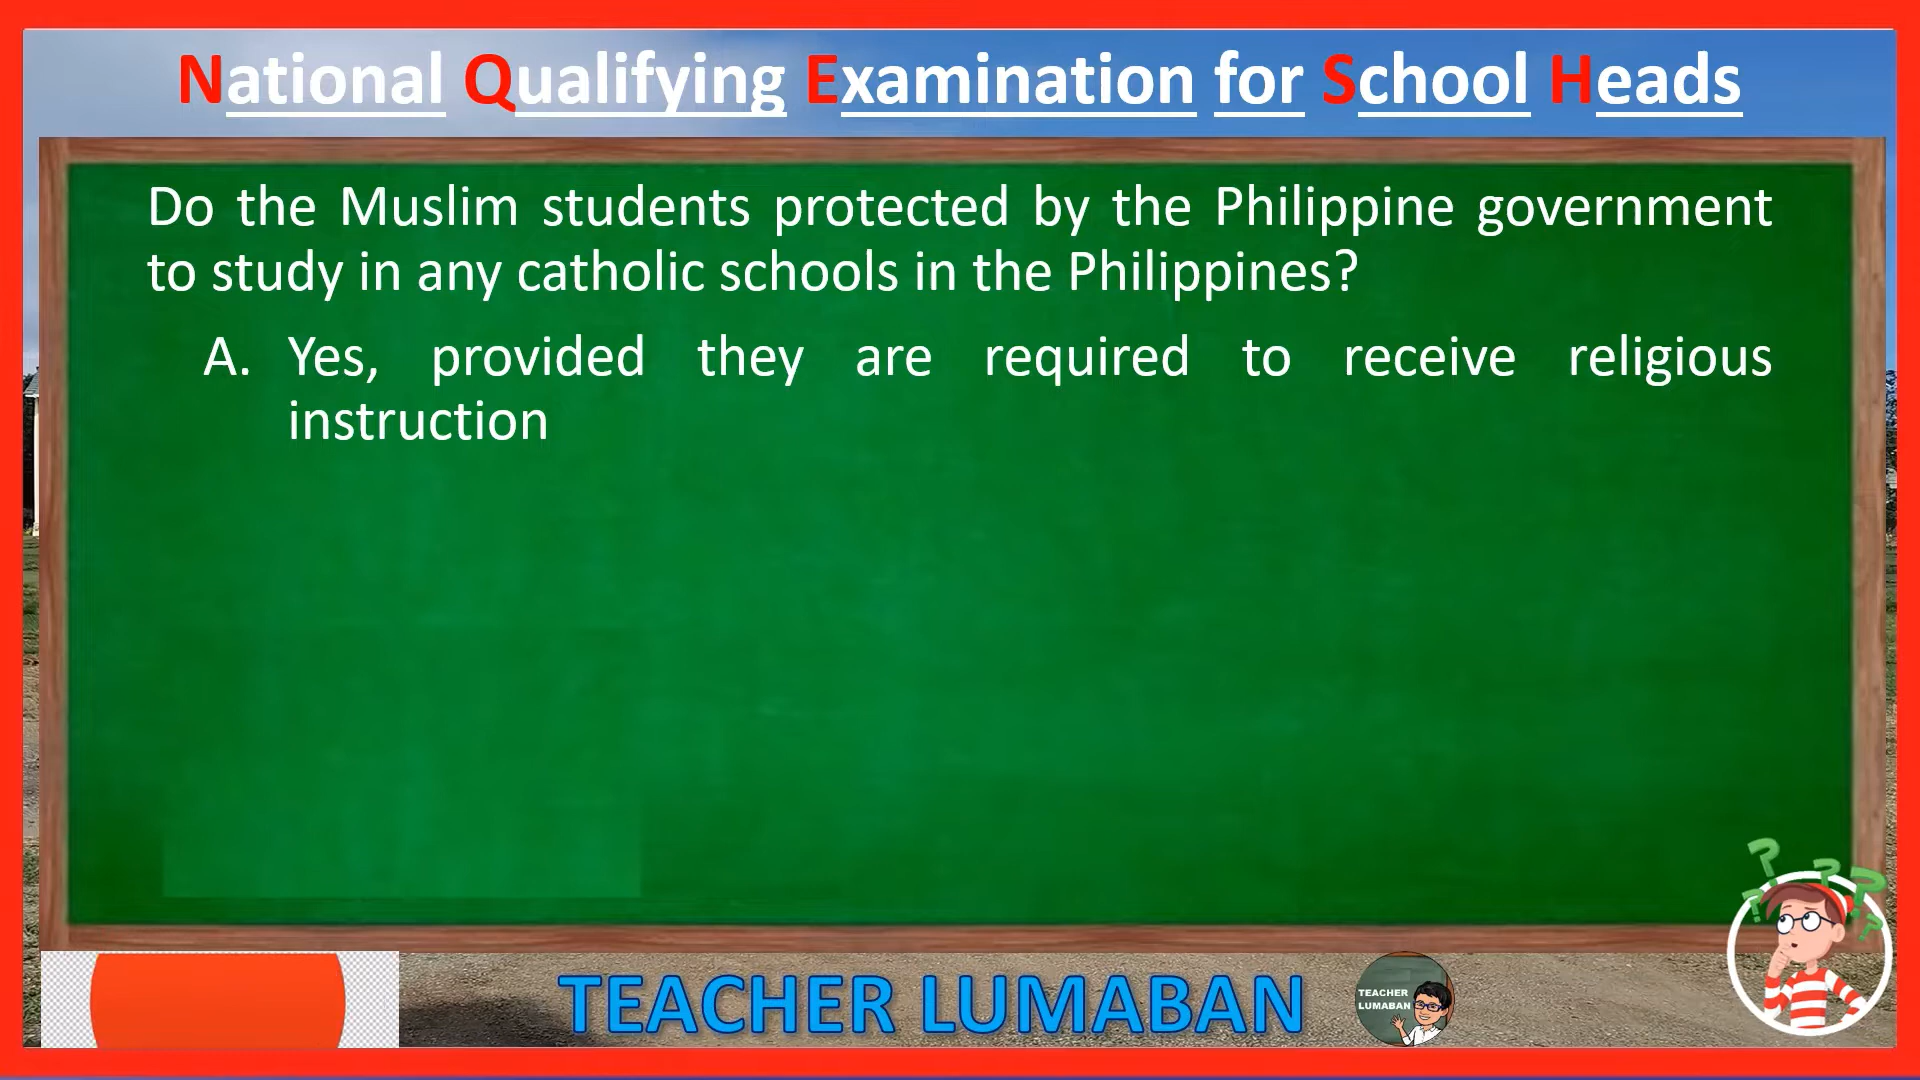 National Qualifying Examination for School Heads
Do the Muslim students protected by the Philippine government
to study in any catholic schools in the Philippines?
A. Yes, provided they are required to receive religious
instruction
TEACHER LUMABAN
TEACHER
LUMABAN